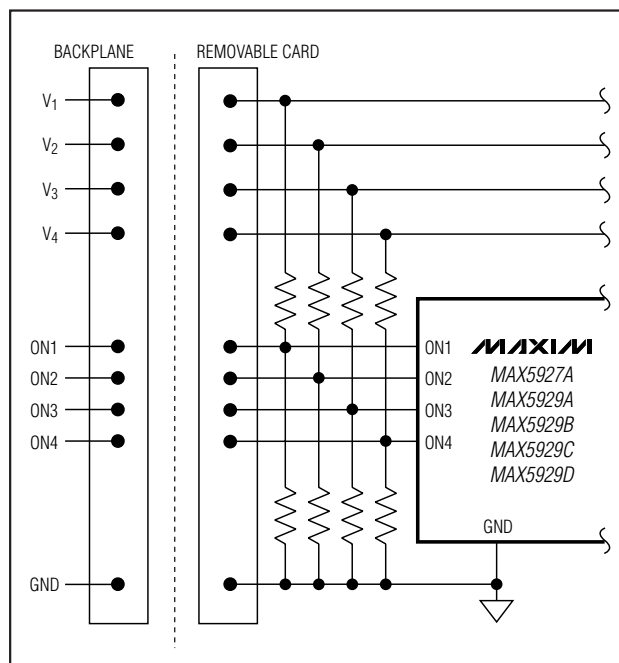 BACKPLANE
REMOVABLE CARD
V1
V2
V3
V4
ON1
ON2
ON3
ON4
GND
ON1
ON2
ON3
ON4
MAXIM
MAX5927A
MAX5929A
MAX5929B
MAX5929C
MAX5929D
GND